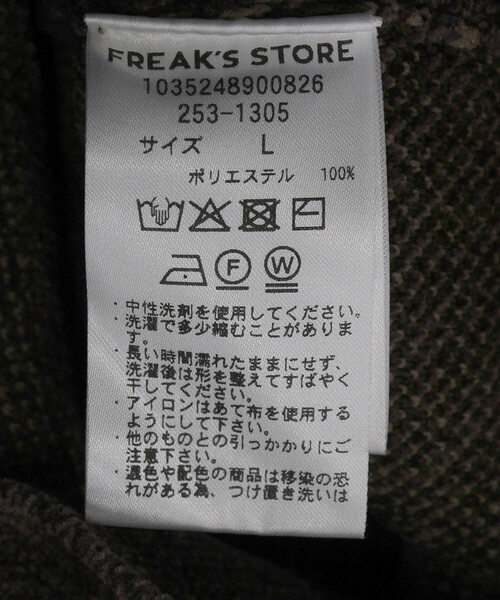 FREAK'S STORE
1035248900826
253-1305
サイズ L
ポリエステル 100%
F W
・中性洗剤を使用してください。
・洗濯で多少縮むことがありま
す。
・長い時間濡れたままにせず、
洗濯後は形を整えてすばやく
干してください。
・アイロンはあて布を使用する
ようにして下さい。
・他のものとの引っかかりにご
注意下さい。
・濃色や配色の商品は移染の恐
れがある為、つけ置き洗いは